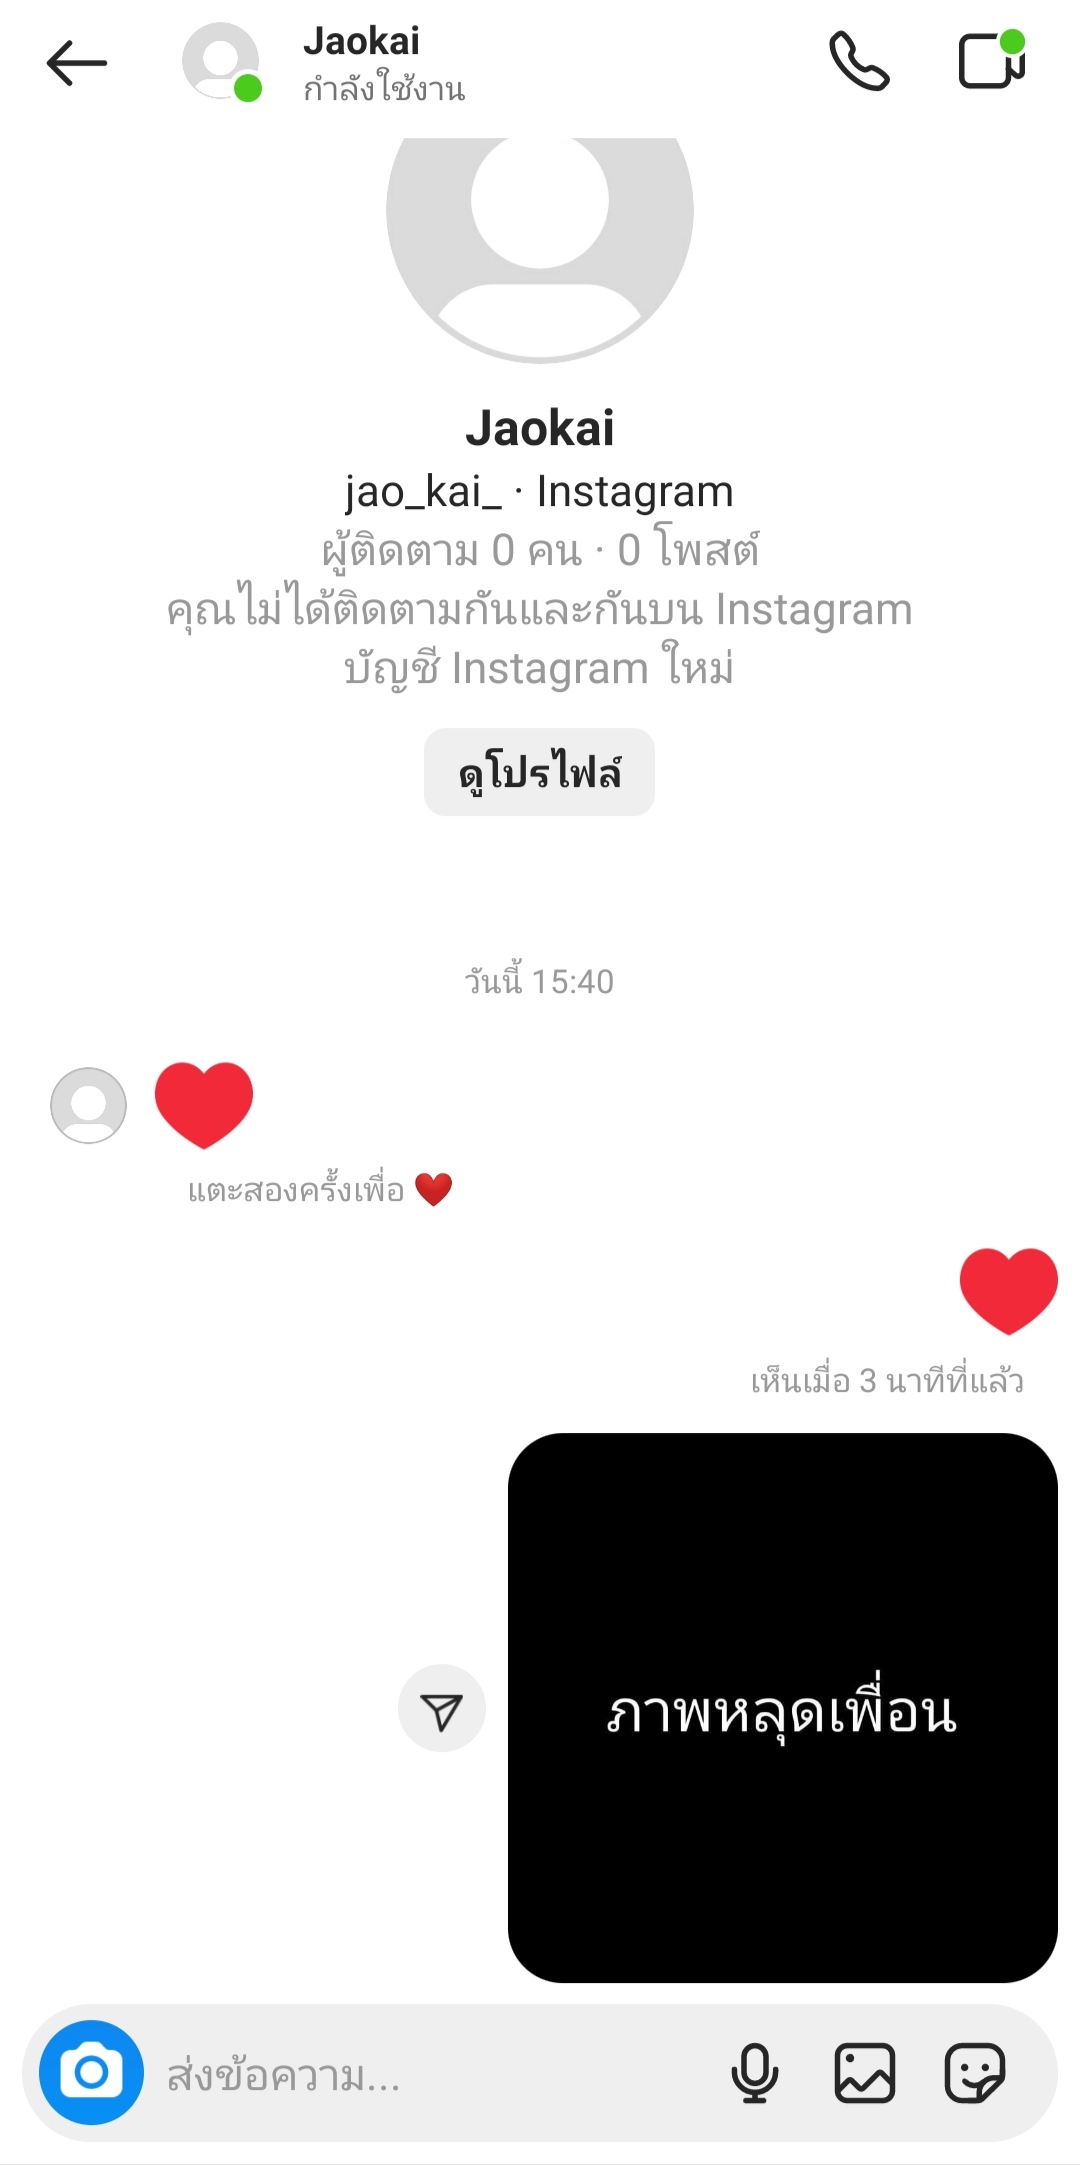 Jaokai
กำลังใช้งาน
Jaokai
jao_kai_ · Instagram
ผู้ติดตาม 0 คน · 0 โพสต์
คุณไม่ได้ติดตามกันและกันบน Instagram
บัญชี Instagram ใหม่
ดูโปรไฟล์
วันนี้ 15:40
แตะสองครั้งเพื่อ ❤️
เห็นเมื่อ 3 นาทีที่แล้ว
ภาพหลุดเพื่อน
ส่งข้อความ...